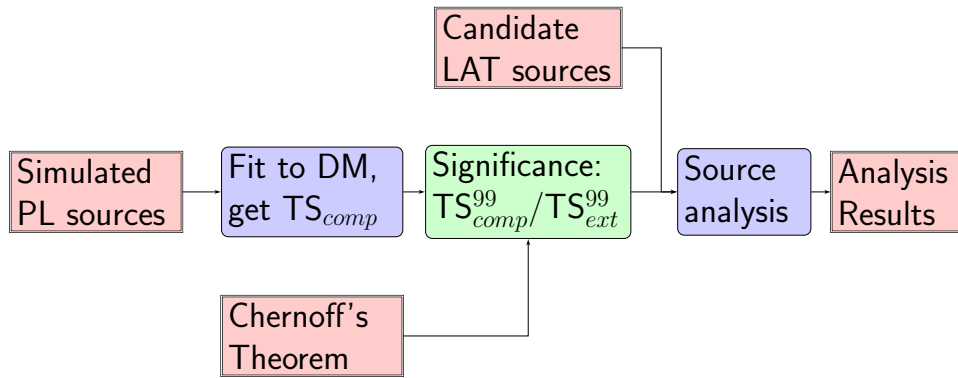 Candidate
LAT sources
Simulated
PL sources
Fit to DM,
get TS_comp
Significance:
TS^99_comp/TS^99_ext
Source
analysis
Analysis
Results
Chernoff's
Theorem